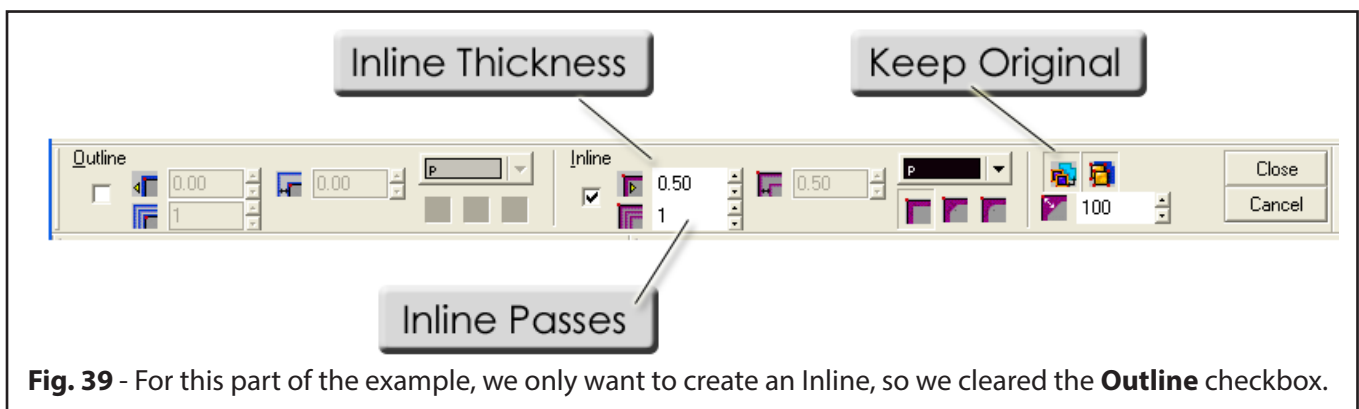 Inline Thickness
Keep Original
Outline
0.00
0.00
P
1
Inline
0.50
0.50
P
1
100
Close
Cancel
Inline Passes
Fig. 39 - For this part of the example, we only want to create an Inline, so we cleared the Outline checkbox.